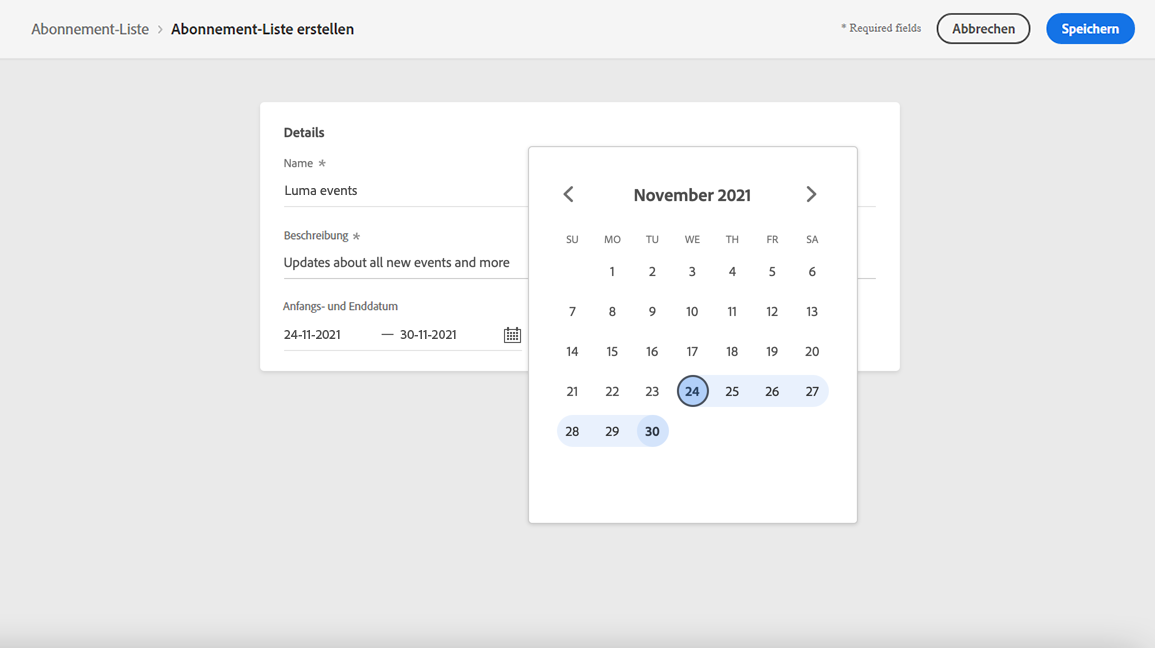 Abonnement-Liste > Abonnement-Liste erstellen
* Required fields
Abbrechen
Speichern
Details
Name *
Luma events
Beschreibung *
Updates about all new events and more
Anfangs- und Enddatum
24-11-2021 — 30-11-2021
November 2021
SU MO TU WE TH FR SA
1 2 3 4 5 6
7 8 9 10 11 12 13
14 15 16 17 18 19 20
21 22 23 24 25 26 27
28 29 30